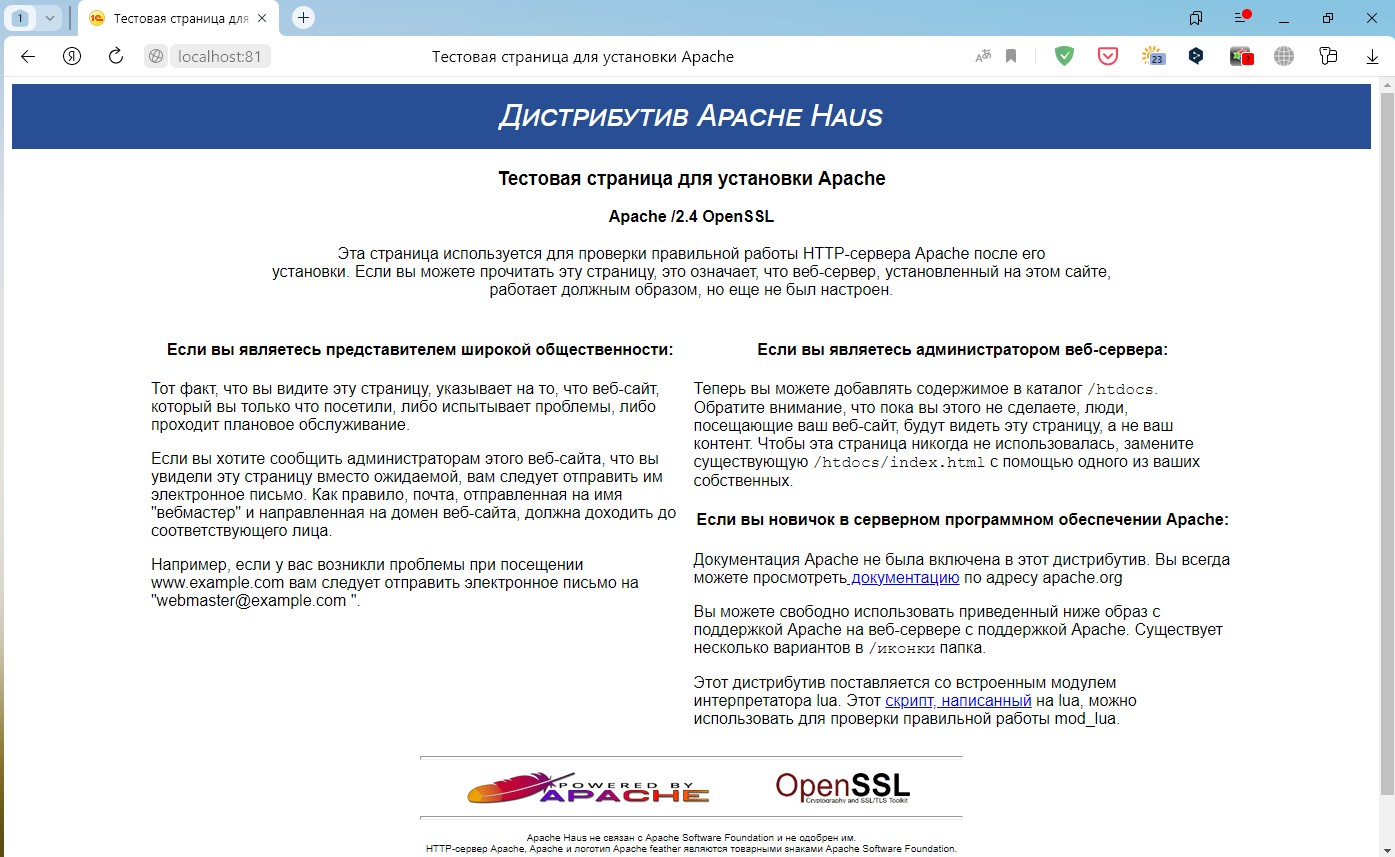 1
Тестовая страница для
localhost:81
Тестовая страница для установки Apache
23
?
Дистрибутив Apache Haus
Тестовая страница для установки Apache
Apache /2.4 OpenSSL
Эта страница используется для проверки правильной работы HTTP-сервера Apache после его
установки. Если вы можете прочитать эту страницу, это означает, что веб-сервер, установленный на этом сайте,
работает должным образом, но еще не был настроен.
Если вы являетесь представителем широкой общественности:
Тот факт, что вы видите эту страницу, указывает на то, что веб-сайт,
который вы только что посетили, либо испытывает проблемы, либо
проходит плановое обслуживание.
Если вы хотите сообщить администраторам этого веб-сайта, что вы
увидели эту страницу вместо ожидаемой, вам следует отправить им
электронное письмо. Как правило, почта, отправленная на имя
"вебмастер" и направленная на домен веб-сайта, должна доходить до
соответствующего лица.
Например, если у вас возникли проблемы при посещении
www.example.com вам следует отправить электронное письмо на
"webmaster@example.com ".
Если вы являетесь администратором веб-сервера:
Теперь вы можете добавлять содержимое в каталог /htdocs.
Обратите внимание, что пока вы этого не сделаете, люди,
посещающие ваш веб-сайт, будут видеть эту страницу, а не ваш
контент. Чтобы эта страница никогда не использовалась, замените
существующую /htdocs/index.html с помощью одного из ваших
собственных.
Если вы новичок в серверном программном обеспечении Apache:
Документация Apache не была включена в этот дистрибутив. Вы всегда
можете просмотреть документацию по адресу apache.org
Вы можете свободно использовать приведенный ниже образ с
поддержкой Apache на веб-сервере с поддержкой Apache. Существует
несколько вариантов в /иконки папка.
Этот дистрибутив поставляется со встроенным модулем
интерпретатора lua. Этот скрипт, написанный на lua, можно
использовать для проверки правильной работы mod_lua.
POWERED BY
APACHE
OpenSSL
Cryptography and SSL/TLS Toolkit
Apache Haus не связан с Apache Software Foundation и не одобрен им.
HTTP-сервер Apache, Apache и логотип Apache feather являются товарными знаками Apache Software Foundation.